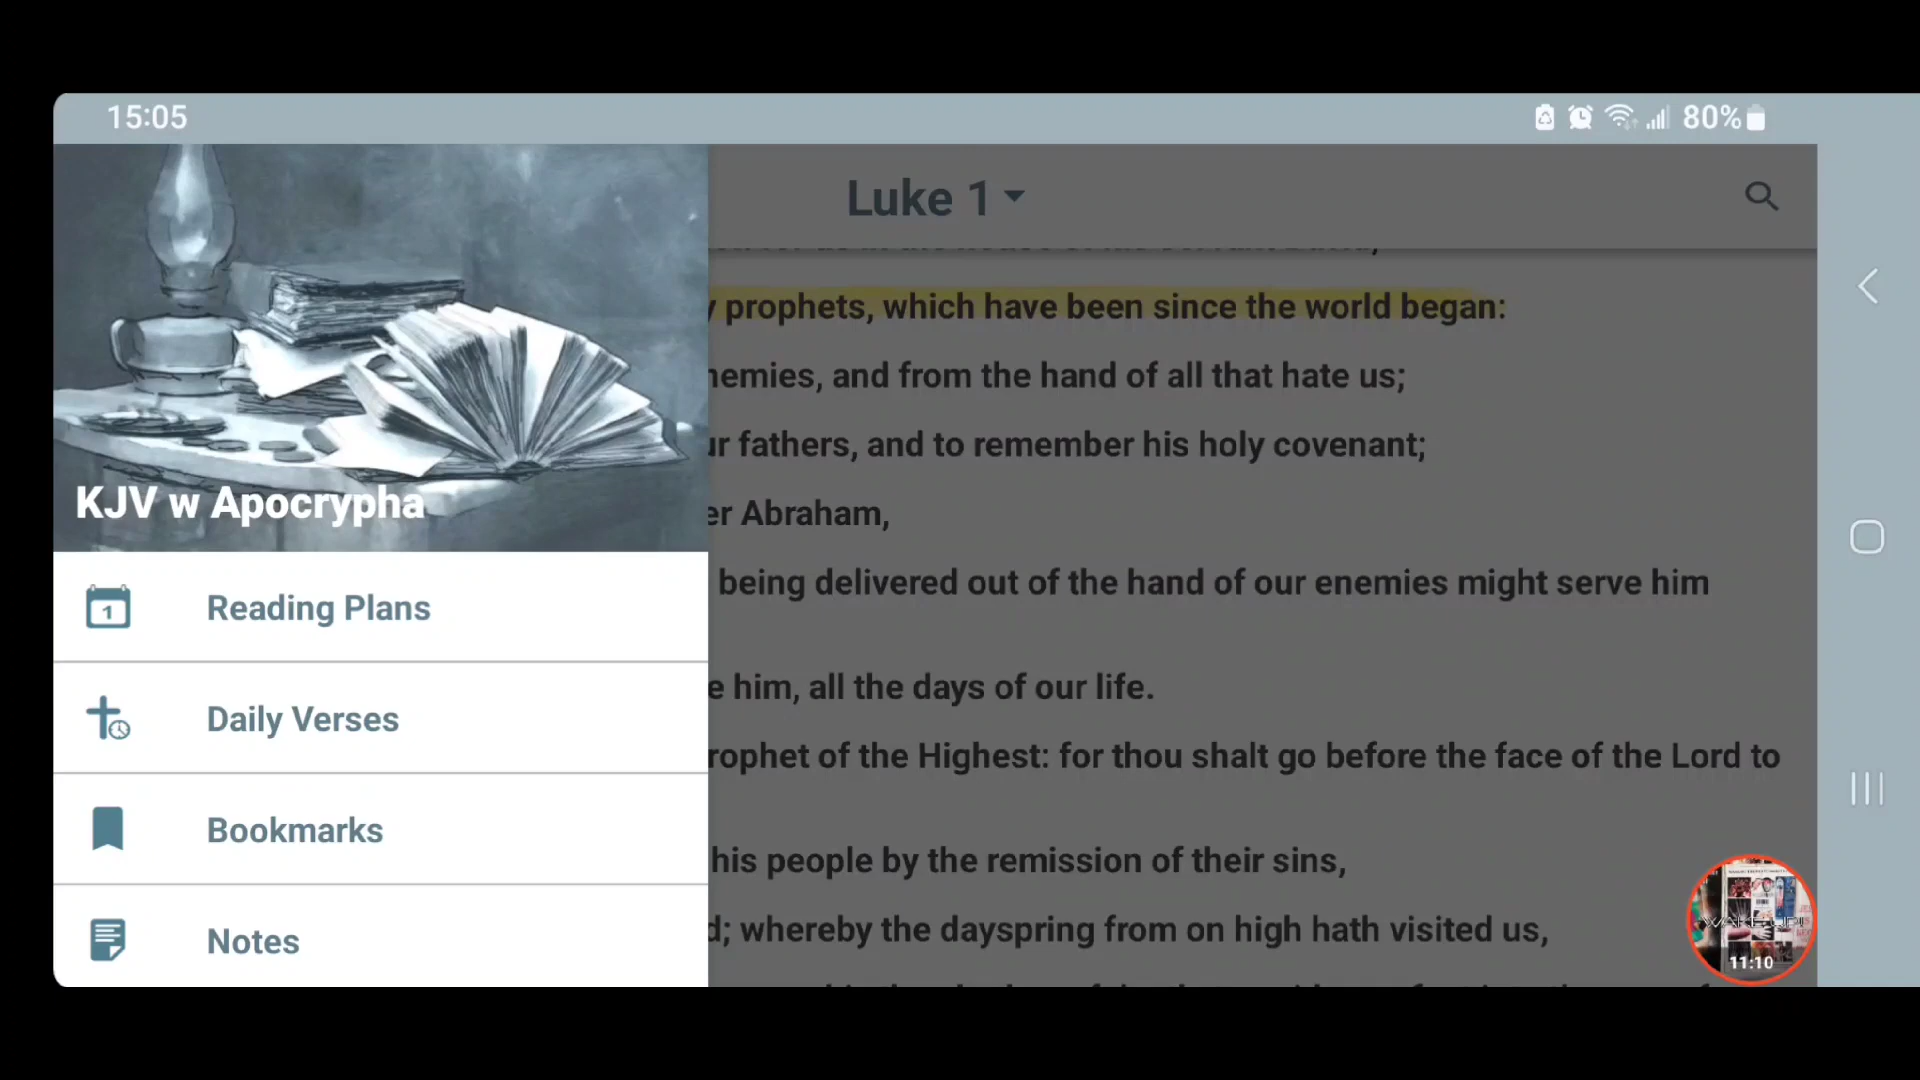 15:05
80%
Luke 1
prophets, which have been since the world began:
nemies, and from the hand of all that hate us;
ur fathers, and to remember his holy covenant;
er Abraham,
being delivered out of the hand of our enemies might serve him
e him, all the days of our life.
rophet of the Highest: for thou shalt go before the face of the Lord to
his people by the remission of their sins,
d; whereby the dayspring from on high hath visited us,
KJV w Apocrypha
Reading Plans
Daily Verses
Bookmarks
Notes
11:10